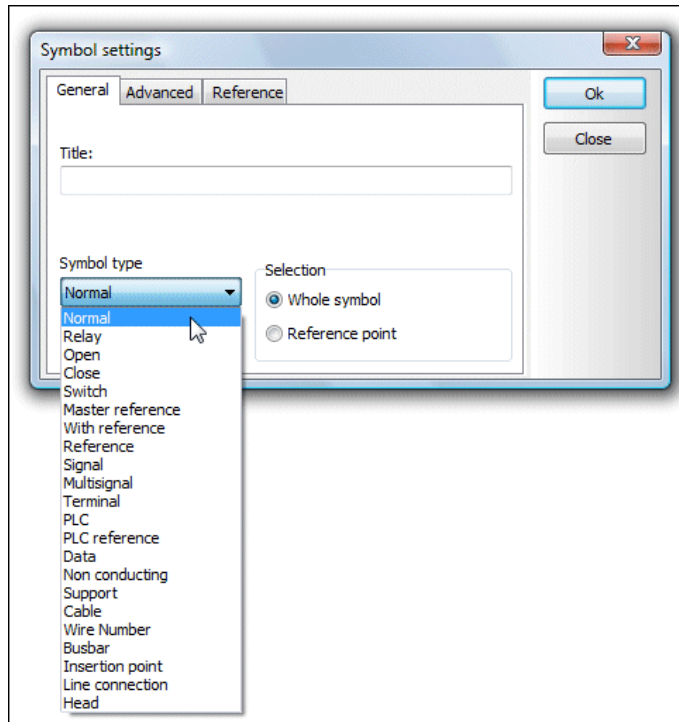 Symbol settings
General Advanced Reference
Ok
Close
Title:
Symbol type
Normal
Selection
Whole symbol
Reference point
Normal
Relay
Open
Close
Switch
Master reference
With reference
Reference
Signal
Multisignal
Terminal
PLC
PLC reference
Data
Non conducting
Support
Cable
Wire Number
Busbar
Insertion point
Line connection
Head